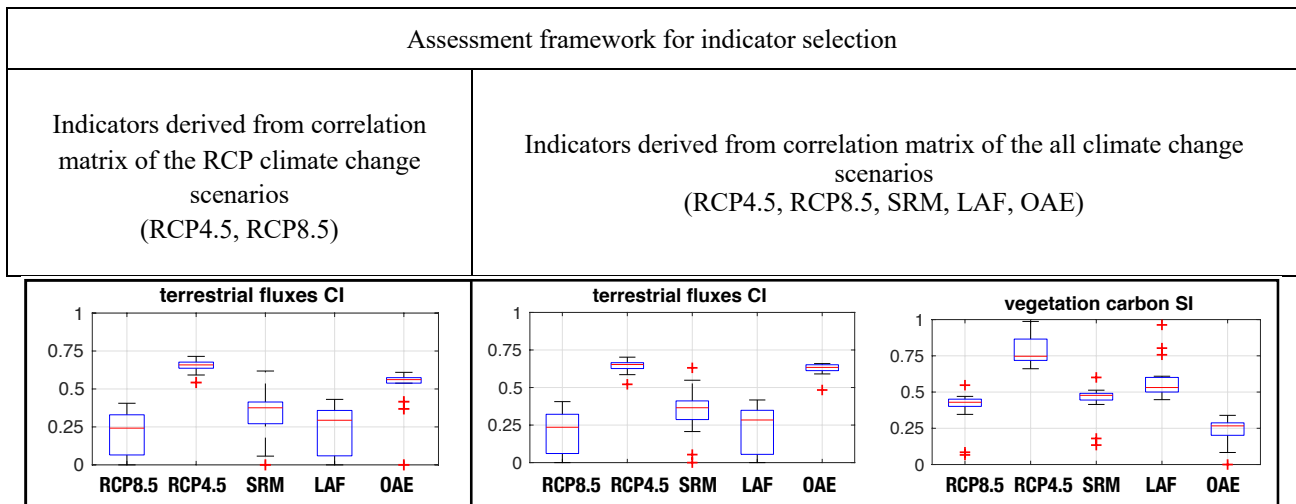 Assessment framework for indicator selection
Indicators derived from correlation
matrix of the RCP climate change
scenarios
(RCP4.5, RCP8.5)
Indicators derived from correlation matrix of the all climate change
scenarios
(RCP4.5, RCP8.5, SRM, LAF, OAE)
terrestrial fluxes CI
1
0.75
0.5
0.25
0
RCP8.5 RCP4.5 SRM LAF OAE
terrestrial fluxes CI
1
0.75
0.5
0.25
0
RCP8.5 RCP4.5 SRM LAF OAE
vegetation carbon SI
1
0.75
0.5
0.25
0
RCP8.5 RCP4.5 SRM LAF OAE